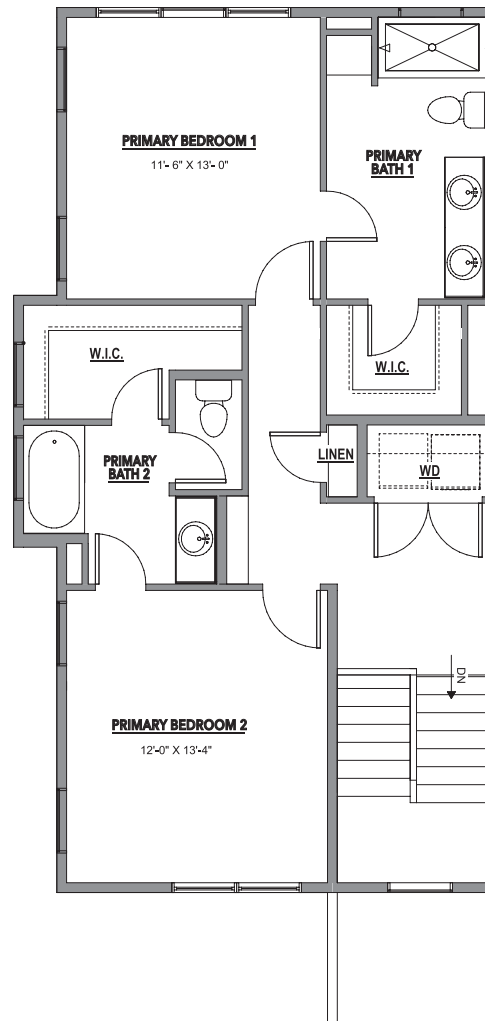 PRIMARY BEDROOM 1
11'- 6" X 13'- 0"
PRIMARY
BATH 1
W.I.C.
W.I.C.
PRIMARY
BATH 2
LINEN
WD
DN
PRIMARY BEDROOM 2
12'-0" X 13'-4"